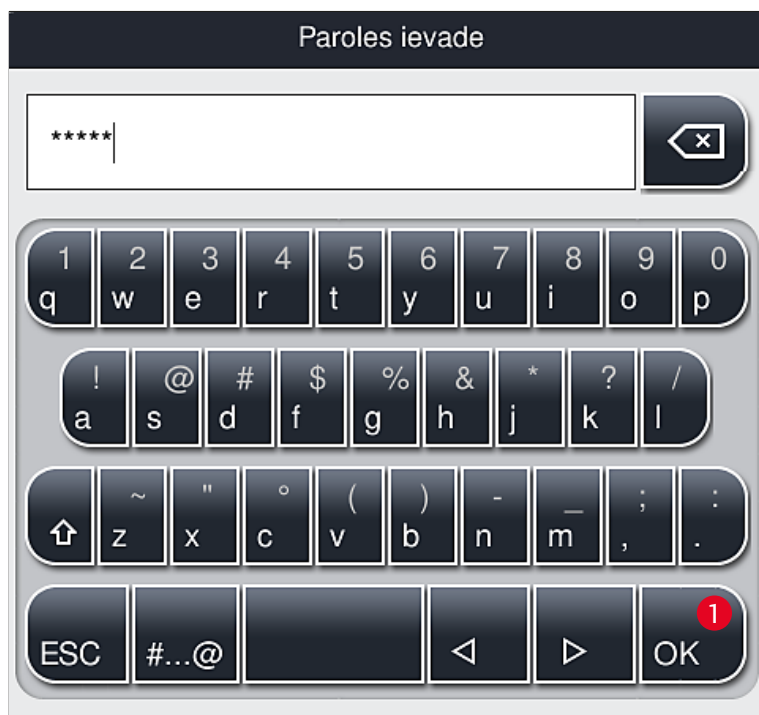 Paroles ievade
*****
1 2 3 4 5 6 7 8 9 0
q w e r t y u i o p
! @ # $ % & * ? /
a s d f g h j k l
~ " ° ( ) - _ ; :
z x c v b n m , .
1
ESC #...@ OK